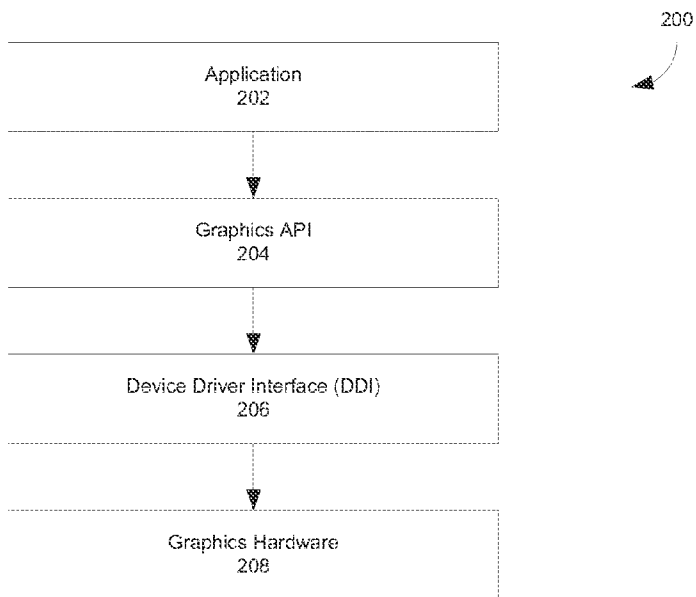 200
Application
202
Graphics API
204
Device Driver Interface (DDI)
206
Graphics Hardware
208